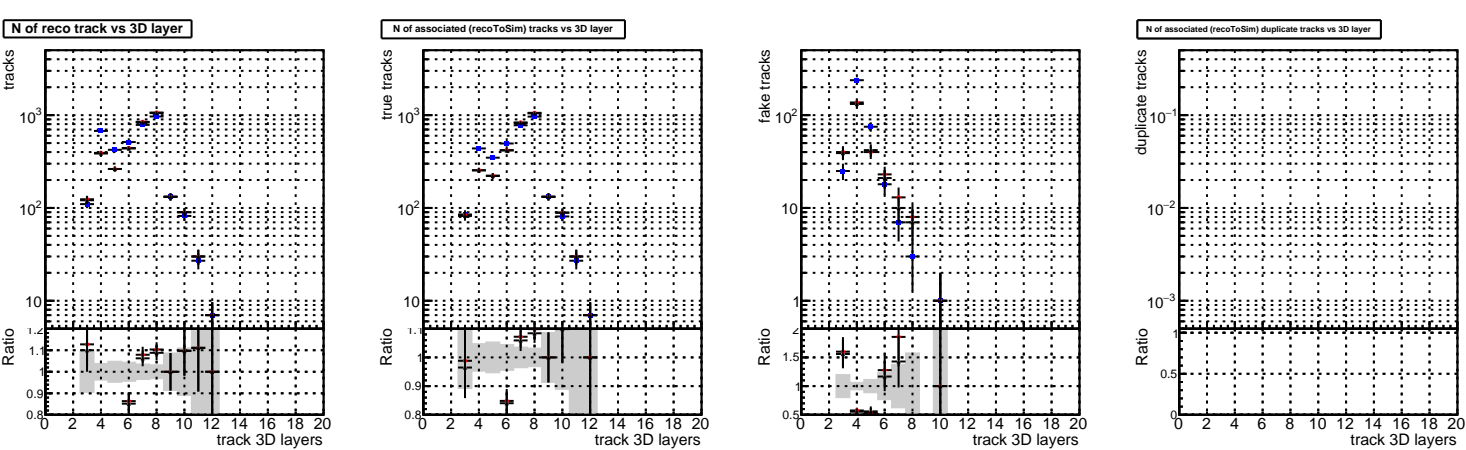 N of reco track vs 3D layer
tracks
10³
10²
10
Ratio
1.2
1.1
1
0.9
0.8
0 2 4 6 8 10 12 14 16 18 20
track 3D layers
N of associated (recoToSim) tracks vs 3D layer
true tracks
10³
10²
10
Ratio
1.1
1
0.9
0.8
0 2 4 6 8 10 12 14 16 18 20
track 3D layers
fake tracks
10²
10
1
Ratio
2
1.5
1
0.5
0 2 4 6 8 10 12 14 16 18 20
track 3D layers
N of associated (recoToSim) duplicate tracks vs 3D layer
duplicate tracks
10⁻¹
10⁻²
10⁻³
Ratio
1
0.5
0
0 2 4 6 8 10 12 14 16 18 20
track 3D layers